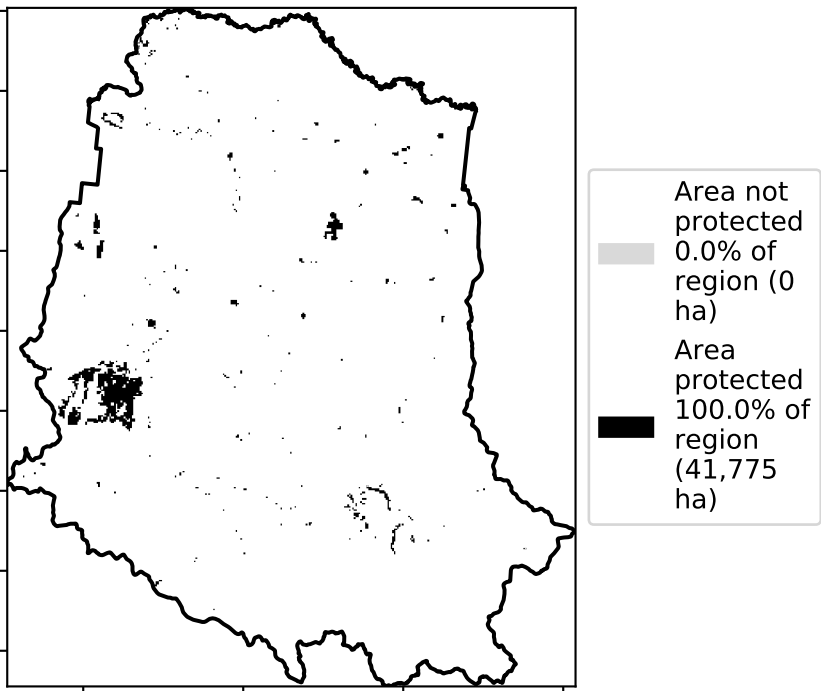 Area not
protected
0.0% of
region (0
ha)
Area
protected
100.0% of
region
(41,775
ha)